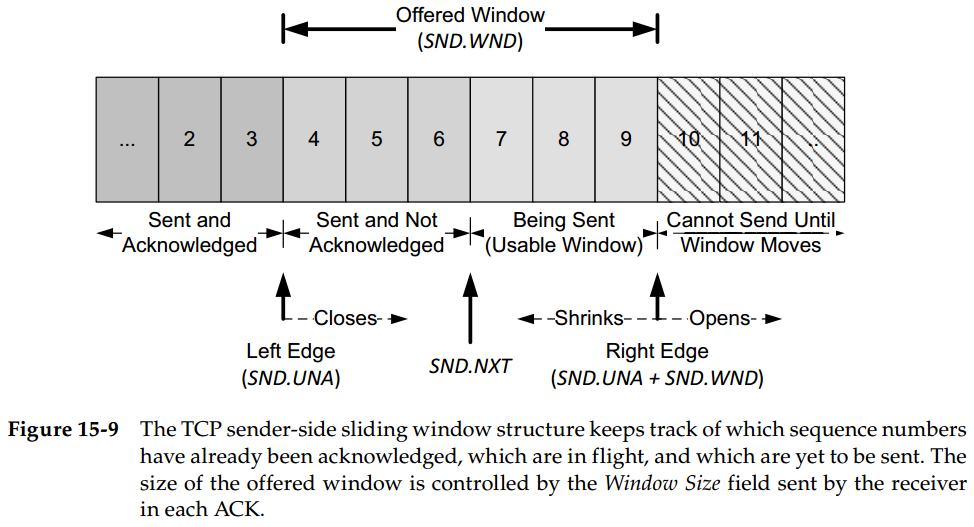 Offered Window
(SND.WND)
... 2 3 4 5 6 7 8 9 10 11 ..
Sent and Acknowledged
Sent and Not Acknowledged
Being Sent (Usable Window)
Cannot Send Until Window Moves
Closes
Shrinks
Opens
Left Edge
(SND.UNA)
SND.NXT
Right Edge
(SND.UNA + SND.WND)
Figure 15-9 The TCP sender-side sliding window structure keeps track of which sequence numbers
have already been acknowledged, which are in flight, and which are yet to be sent. The
size of the offered window is controlled by the Window Size field sent by the receiver
in each ACK.